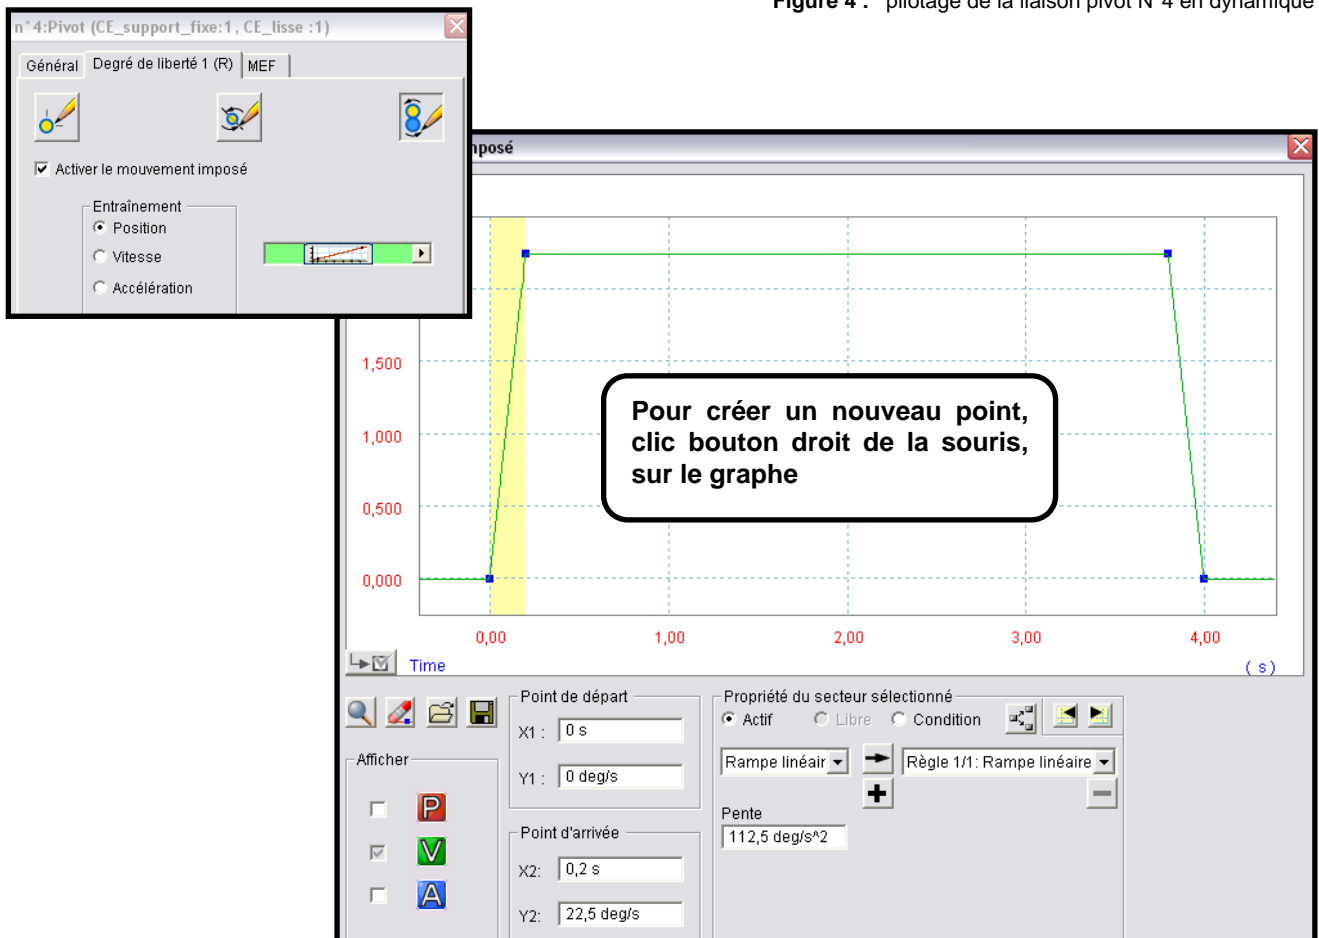 Figure 4 : pilotage de la liaison pivot N°4 en dynamique
n°4:Pivot (CE_support_fixe:1, CE_lisse :1)
Général
Degré de liberté 1 (R)
MEF
Activer le mouvement imposé
Entraînement
Position
Vitesse
Accélération
mposé
1,500
1,000
0,500
0,000
Pour créer un nouveau point,
clic bouton droit de la souris,
sur le graphe
0,00
1,00
2,00
3,00
4,00
Time
( s )
Afficher
P
V
A
Point de départ
X1 : 0 s
Y1 : 0 deg/s
Point d'arrivée
X2: 0,2 s
Y2: 22,5 deg/s
Propriété du secteur sélectionné
Actif
Libre
Condition
Rampe linéair
Règle 1/1: Rampe linéaire
Pente
112,5 deg/s^2